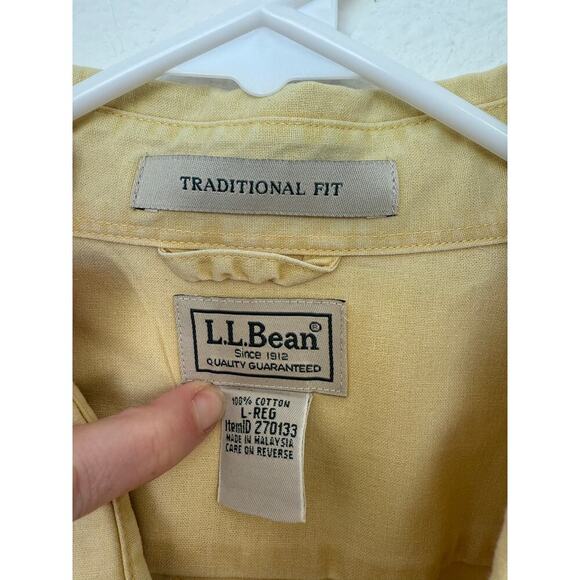 TRADITIONAL FIT
L.L.Bean®
Since 1912
QUALITY GUARANTEED
100% COTTON
L-REG
ItemID 270133
MADE IN MALAYSIA
CARE ON REVERSE